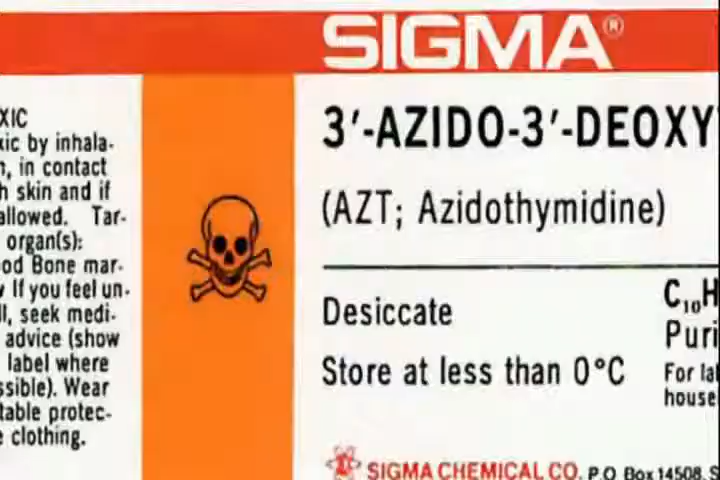 SIGMA®
XIC
xic by inhala-
n, in contact
h skin and if
allowed. Tar-
organ(s):
od Bone mar-
w If you feel un-
ll, seek medi-
advice (show
label where
ssible). Wear
table protec-
e clothing.
3'-AZIDO-3'-DEOXY
(AZT; Azidothymidine)
Desiccate
Store at less than 0°C
C₁₀H
Puri
For la
house
SIGMA CHEMICAL CO. P.O. Box 14508, S